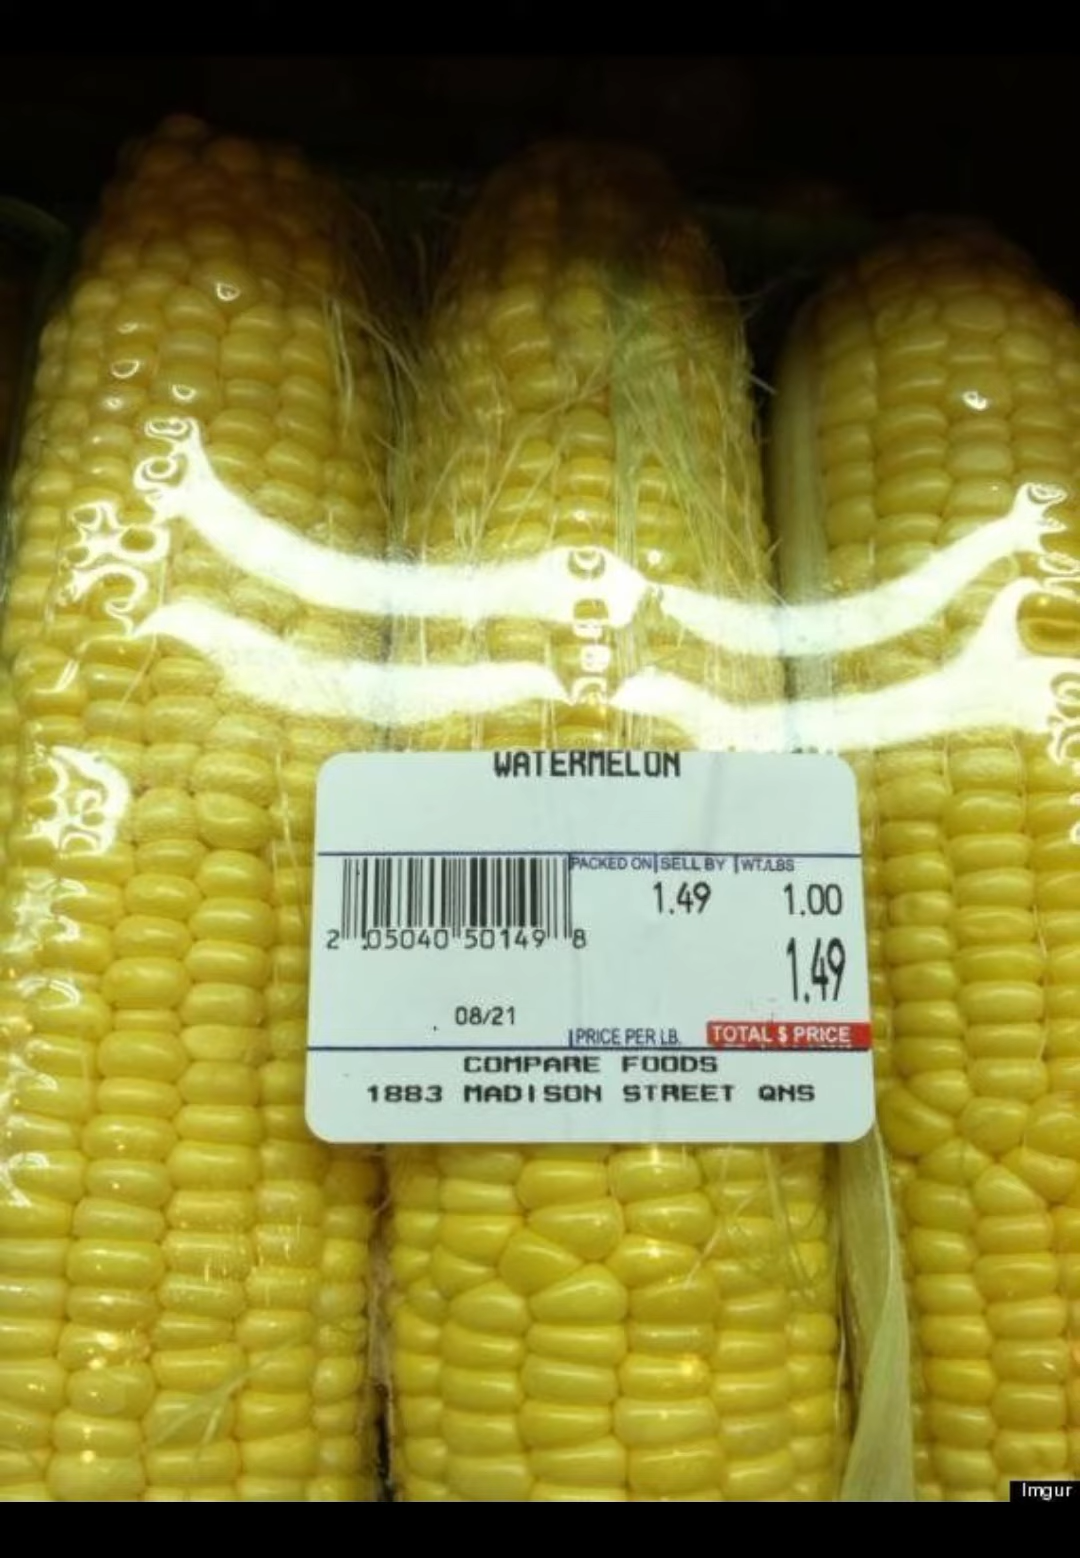 WATERMELON
PACKED ON SELL BY WT/LBS
1.49 1.00
2 05040 50149 8
1.49
08/21
PRICE PER LB. TOTAL $ PRICE
COMPARE FOODS
1883 MADISON STREET QNS
Imgur